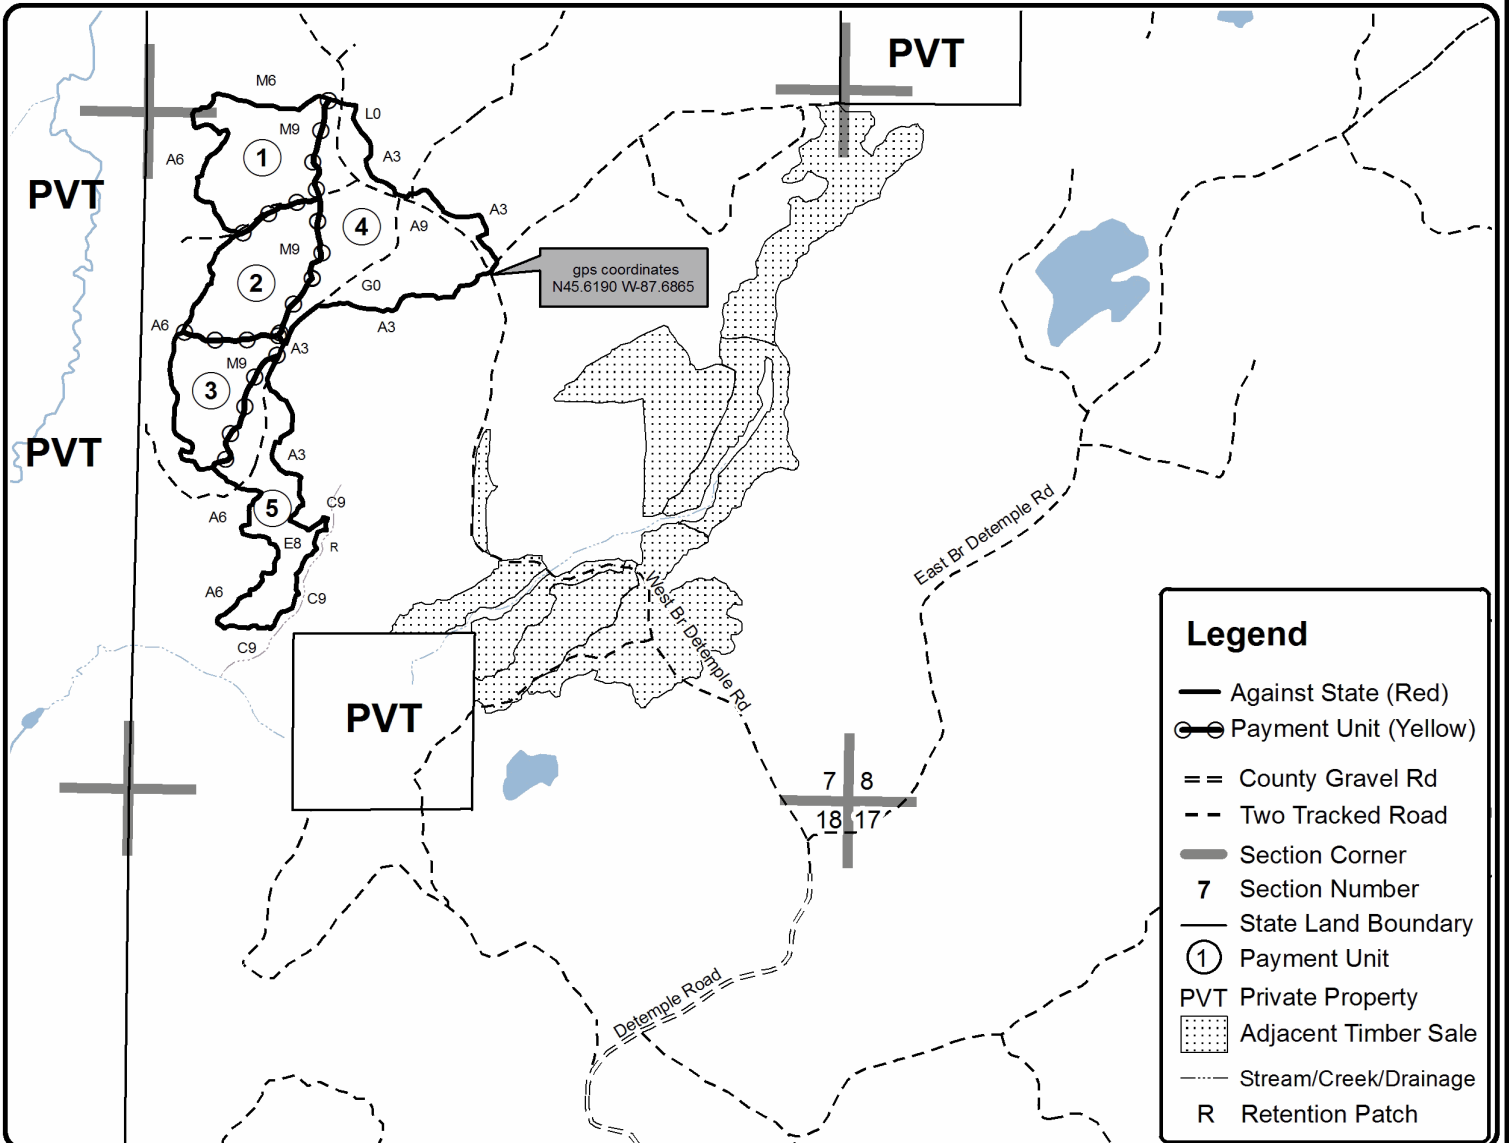 PVT
M6
L0
M9
1
A6
A3
PVT
A3
4
A9
M9
2
gps coordinates
N45.6190 W-87.6865
G0
A6
A3
A3
M9
3
PVT
A3
5
C9
A6
E8
R
East Br Detemple Rd
A6
C9
West Br Detemple Rd
C9
PVT
7 8
18 17
Detemple Road
Legend
Against State (Red)
Payment Unit (Yellow)
County Gravel Rd
Two Tracked Road
Section Corner
7 Section Number
State Land Boundary
1 Payment Unit
PVT Private Property
Adjacent Timber Sale
Stream/Creek/Drainage
R Retention Patch